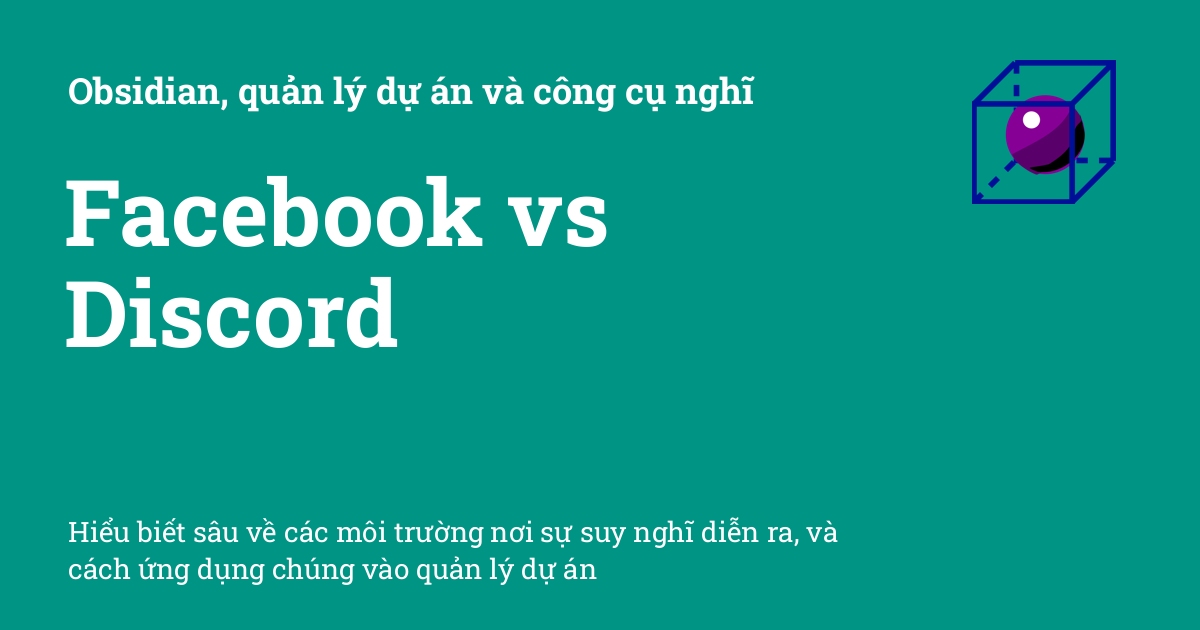 Obsidian, quản lý dự án và công cụ nghĩ
Facebook vs
Discord
Hiểu biết sâu về các môi trường nơi sự suy nghĩ diễn ra, và
cách ứng dụng chúng vào quản lý dự án